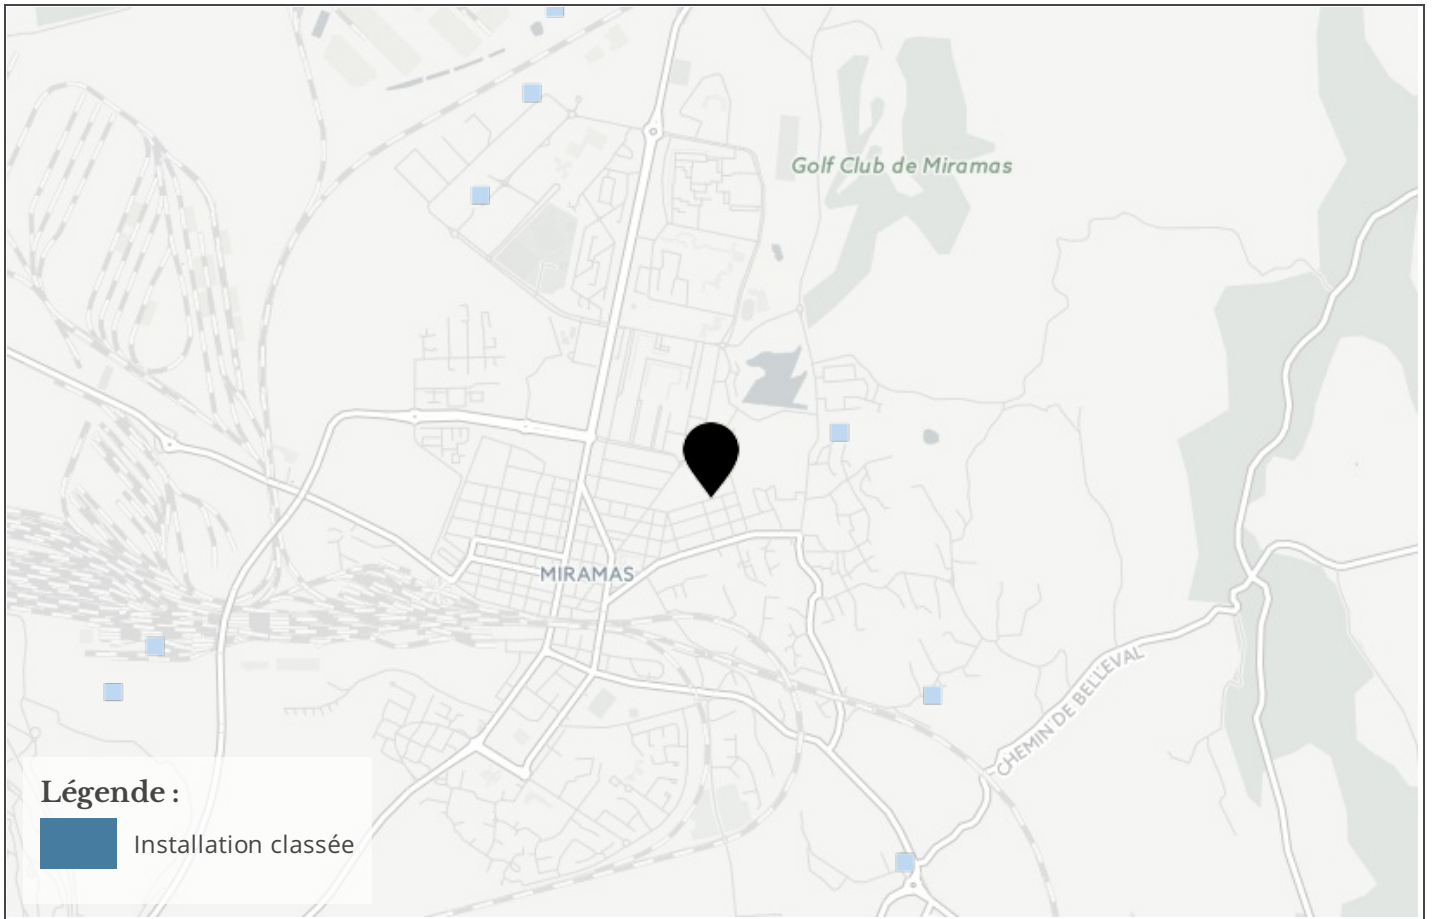 Golf Club de Miramas
MIRAMAS
CHEMIN DE BELLEVAL
Légende :
Installation classée